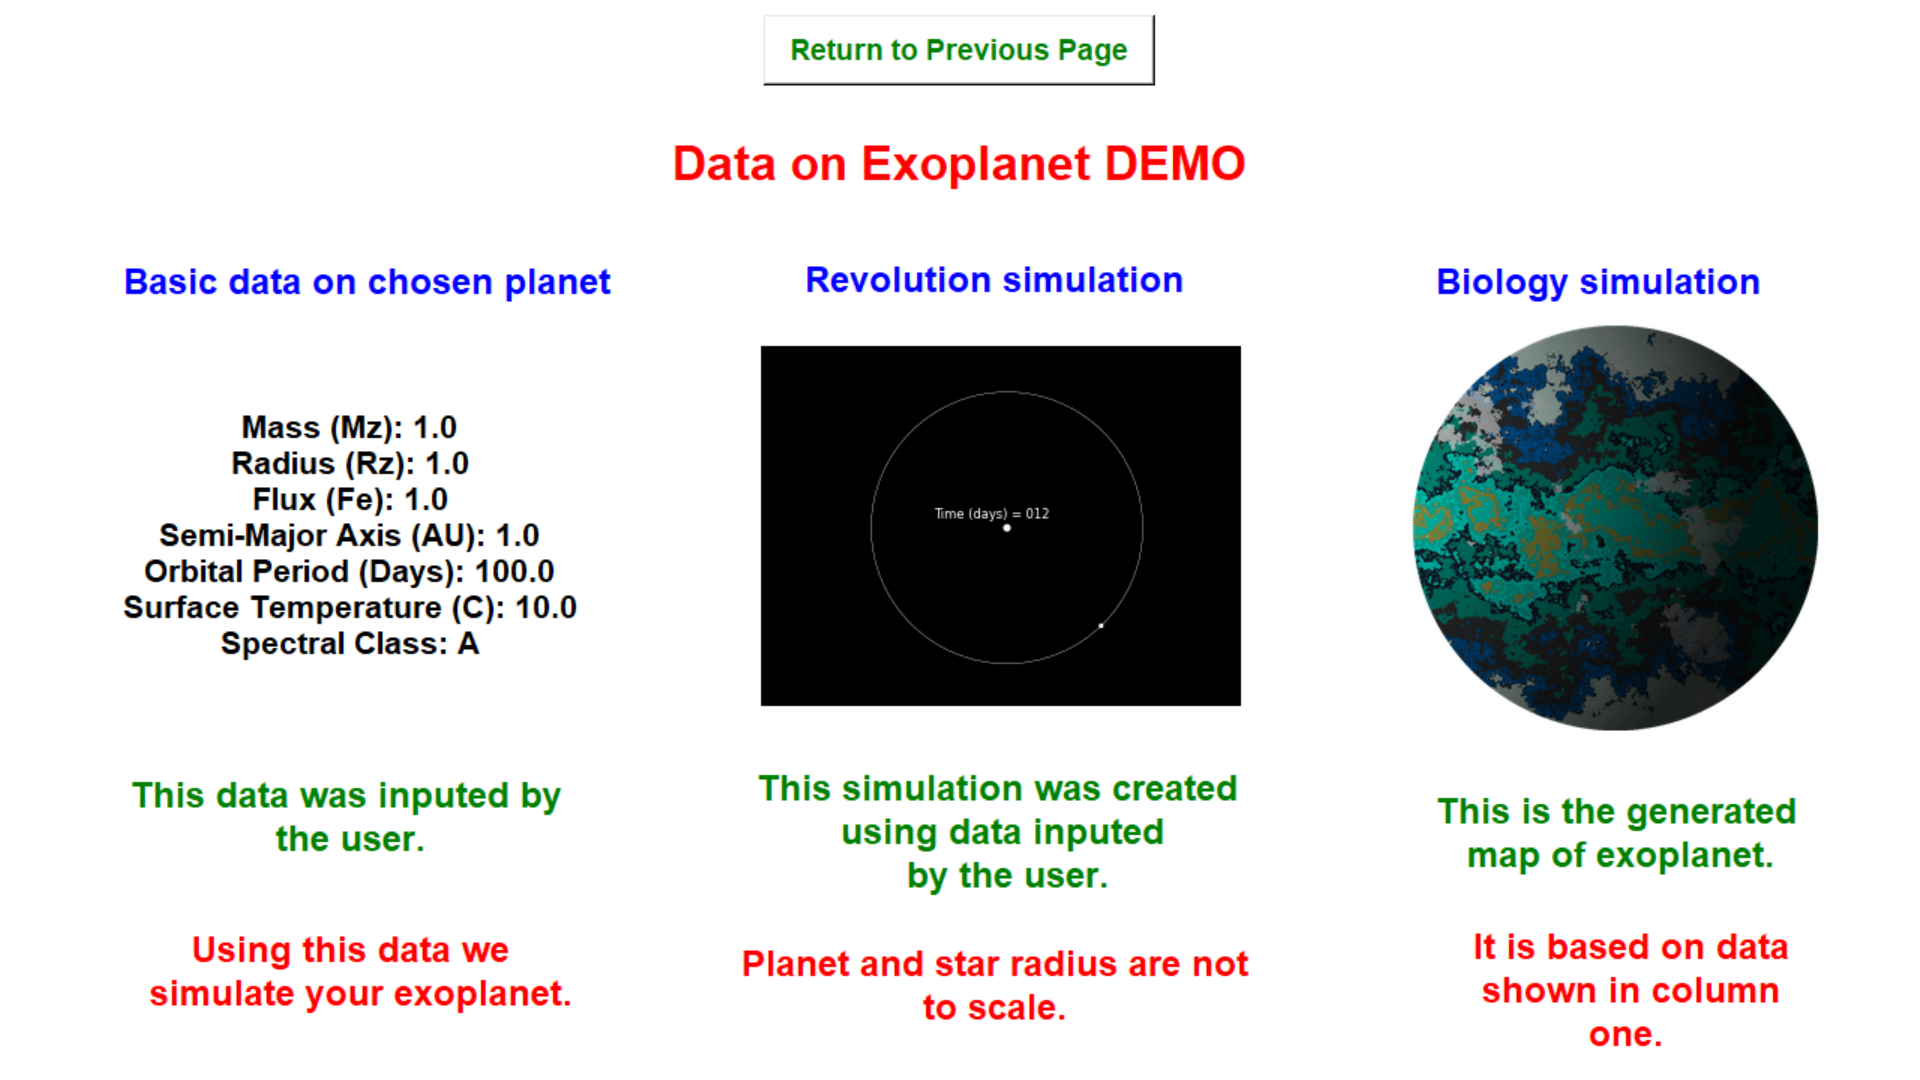 Return to Previous Page
Data on Exoplanet DEMO
Basic data on chosen planet
Mass (Mz): 1.0
Radius (Rz): 1.0
Flux (Fe): 1.0
Semi-Major Axis (AU): 1.0
Orbital Period (Days): 100.0
Surface Temperature (C): 10.0
Spectral Class: A
This data was inputed by
the user.
Using this data we
simulate your exoplanet.
Revolution simulation
Time (days) = 012
This simulation was created
using data inputed
by the user.
Planet and star radius are not
to scale.
Biology simulation
This is the generated
map of exoplanet.
It is based on data
shown in column
one.